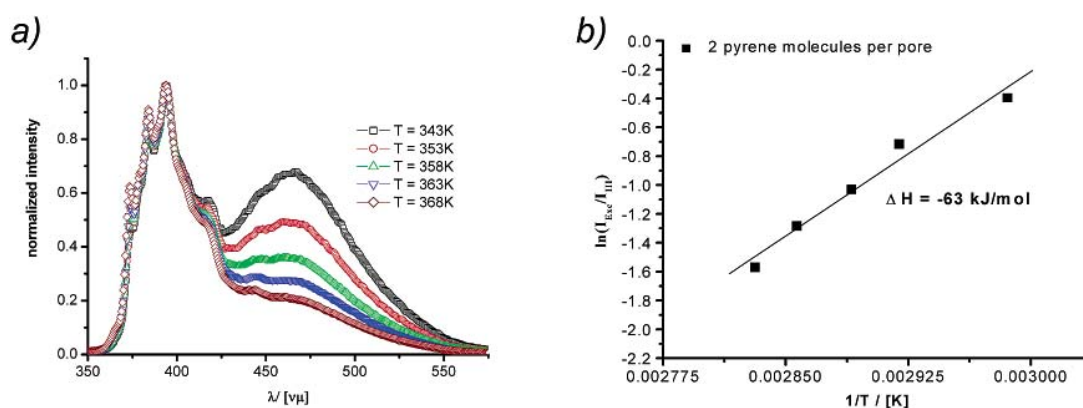 a)
normalized intensity
1.0
0.8
0.6
0.4
0.2
0.0
T = 343K
T = 353K
T = 358K
T = 363K
T = 368K
350 400 450 500 550
λ/ [νμ]
b)
ln(I_Exc/I_III)
0.0
-0.2
-0.4
-0.6
-0.8
-1.0
-1.2
-1.4
-1.6
-1.8
-2.0
-2.2
2 pyrene molecules per pore
Δ H = -63 kJ/mol
0.002775 0.002850 0.002925 0.003000
1/T / [K]